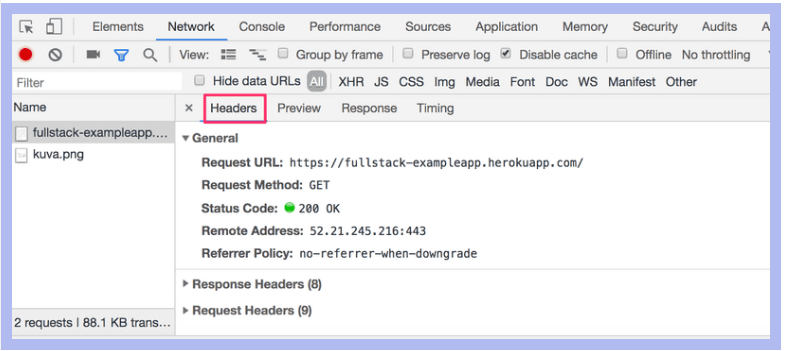 Elements Network Console Performance Sources Application Memory Security Audits A
View: Group by frame Preserve log Disable cache Offline No throttling
Filter Hide data URLs All XHR JS CSS Img Media Font Doc WS Manifest Other
Name × Headers Preview Response Timing
fullstack-exampleapp....
kuva.png
General
Request URL: https://fullstack-exampleapp.herokuapp.com/
Request Method: GET
Status Code: 200 OK
Remote Address: 52.21.245.216:443
Referrer Policy: no-referrer-when-downgrade
Response Headers (8)
Request Headers (9)
2 requests | 88.1 KB trans...